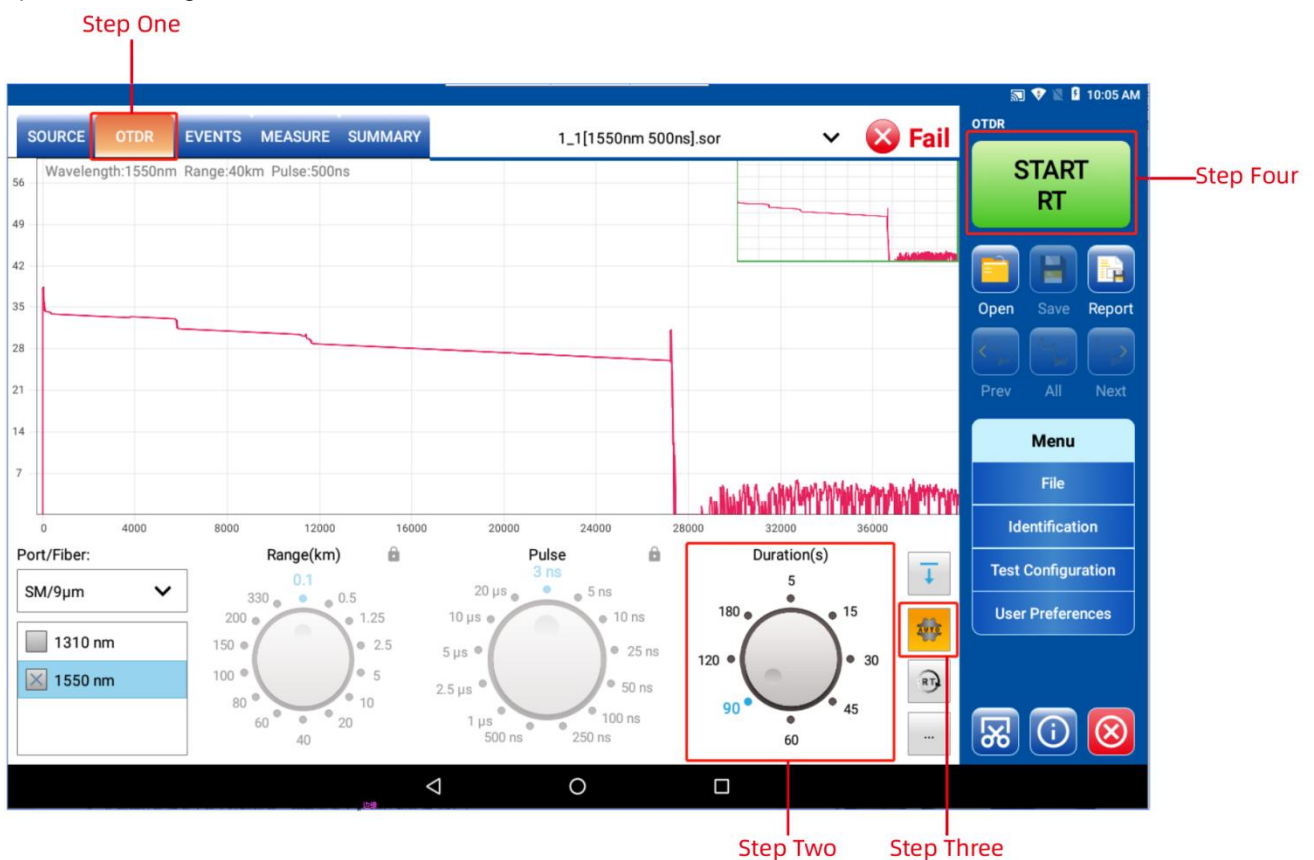 Step One
10:05 AM
SOURCE OTDR EVENTS MEASURE SUMMARY
1_1[1550nm 500ns].sor
Fail
OTDR
START
RT
Step Four
Wavelength:1550nm Range:40km Pulse:500ns
56
49
42
35
28
21
14
7
0 4000 8000 12000 16000 20000 24000 28000 32000 36000
Open Save Report
Prev All Next
Menu
File
Identification
Test Configuration
User Preferences
Port/Fiber:
SM/9μm
1310 nm
1550 nm
Range(km)
0.1
0.5
1.25
2.5
5
10
20
40
60
80
100
150
200
330
Pulse
3 ns
5 ns
10 ns
25 ns
50 ns
100 ns
250 ns
500 ns
1 μs
2.5 μs
5 μs
10 μs
20 μs
Duration(s)
5
15
30
45
60
90
120
180
AUTO
RT
...
边缘
Step Two
Step Three